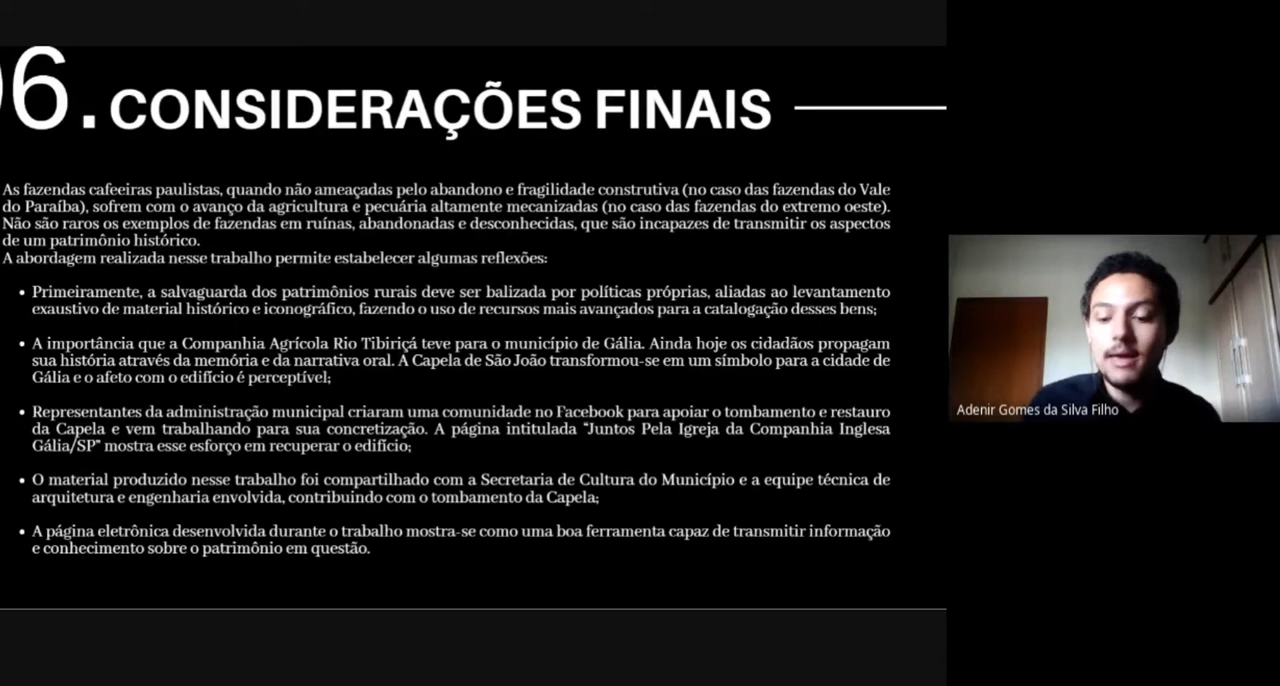 06. CONSIDERAÇÕES FINAIS
As fazendas cafeeiras paulistas, quando não ameaçadas pelo abandono e fragilidade construtiva (no caso das fazendas do Vale
do Paraíba), sofrem com o avanço da agricultura e pecuária altamente mecanizadas (no caso das fazendas do extremo oeste).
Não são raros os exemplos de fazendas em ruínas, abandonadas e desconhecidas, que são incapazes de transmitir os aspectos
de um patrimônio histórico.
A abordagem realizada nesse trabalho permite estabelecer algumas reflexões:
• Primeiramente, a salvaguarda dos patrimônios rurais deve ser balizada por políticas próprias, aliadas ao levantamento
exaustivo de material histórico e iconográfico, fazendo o uso de recursos mais avançados para a catalogação desses bens;
• A importância que a Companhia Agrícola Rio Tibiriçá teve para o município de Gália. Ainda hoje os cidadãos propagam
sua história através da memória e da narrativa oral. A Capela de São João transformou-se em um símbolo para a cidade de
Gália e o afeto com o edifício é perceptível;
• Representantes da administração municipal criaram uma comunidade no Facebook para apoiar o tombamento e restauro
da Capela e vem trabalhando para sua concretização. A página intitulada "Juntos Pela Igreja da Companhia Inglesa
Gália/SP" mostra esse esforço em recuperar o edifício;
• O material produzido nesse trabalho foi compartilhado com a Secretaria de Cultura do Município e a equipe técnica de
arquitetura e engenharia envolvida, contribuindo com o tombamento da Capela;
• A página eletrônica desenvolvida durante o trabalho mostra-se como uma boa ferramenta capaz de transmitir informação
e conhecimento sobre o patrimônio em questão.
Adenir Gomes da Silva Filho